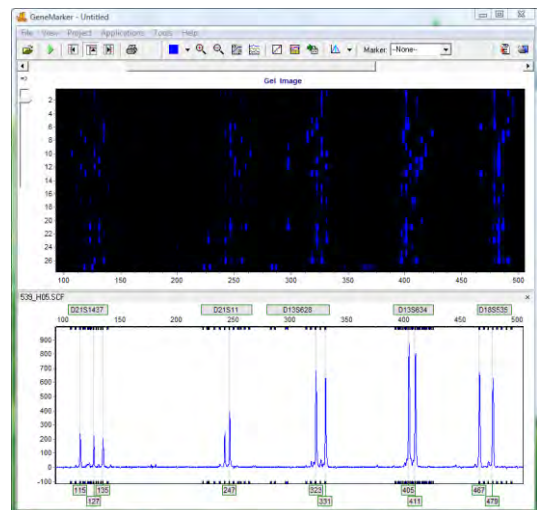 GeneMarker - Untitled
File View Project Applications Tools Help
Marker: -None-
Gel Image
2
4
6
8
10
12
14
16
18
20
22
24
26
100 150 200 250 300 350 400 450 500
539_H05.SCF
D21S1437 D21S11 D13S628 D13S634 D18S535
100 150 200 250 300 350 400 450 500
900
800
700
600
500
400
300
200
100
0
-100
115 135 247 323 405 467
127 331 411 479